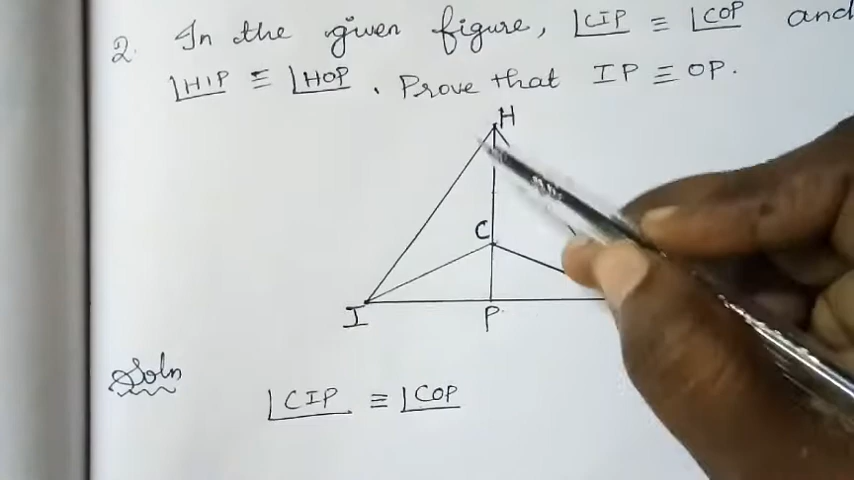 2. In the given figure, ∠CIP ≡ ∠COP and
∠HIP ≡ ∠HOP . Prove that IP ≡ OP.
H
C
I
P
Soln
∠CIP ≡ ∠COP